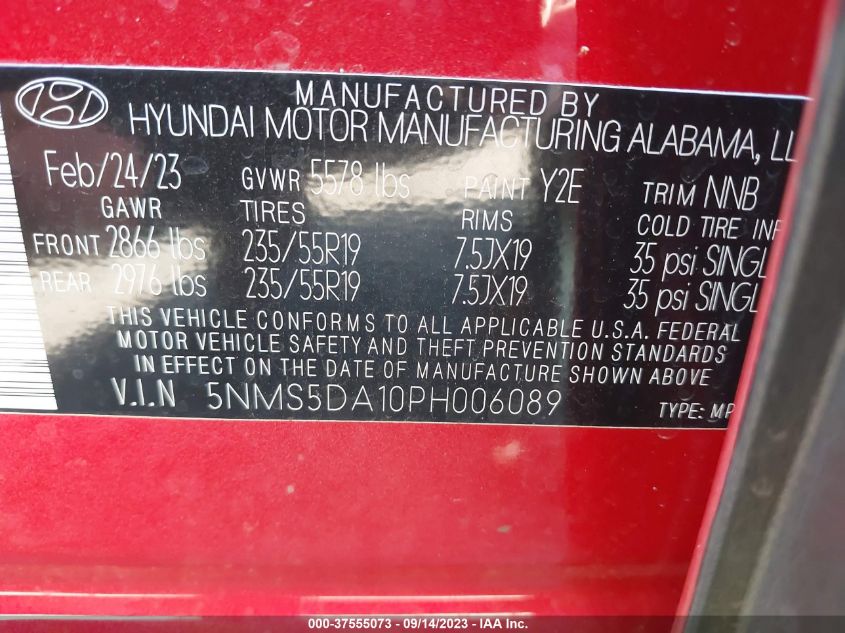 MANUFACTURED BY
HYUNDAI MOTOR MANUFACTURING ALABAMA, LL
Feb/24/23 GVWR 5578 lbs PAINT Y2E TRIM NNB
GAWR TIRES RIMS COLD TIRE INF
FRONT 2866 lbs 235/55R19 7.5JX19 35 psi SINGL
REAR 2976 lbs 235/55R19 7.5JX19 35 psi SINGL
THIS VEHICLE CONFORMS TO ALL APPLICABLE U.S.A. FEDERAL
MOTOR VEHICLE SAFETY AND THEFT PREVENTION STANDARDS
IN EFFECT ON THE DATE OF MANUFACTURE SHOWN ABOVE.
V.I.N 5NMS5DA10PH006089 TYPE: MP
000-37555073 - 09/14/2023 - IAA Inc.